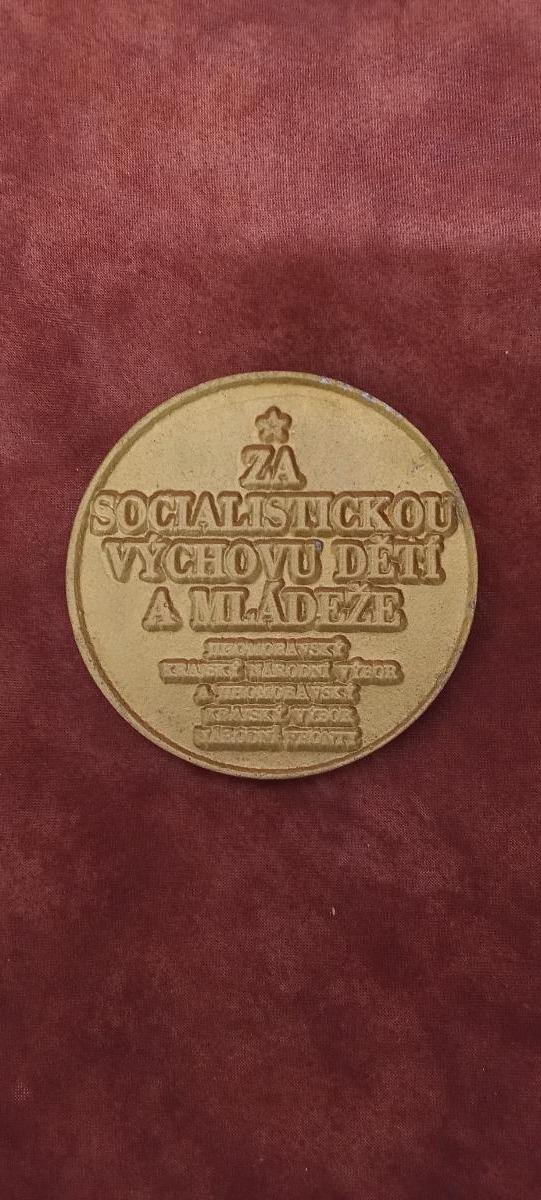 ZA
SOCIALISTICKOU
VÝCHOVU DĚTÍ
A MLÁDEŽE
JIHOMORAVSKÝ
KRAJSKÝ NÁRODNÍ VÝBOR
A JIHOMORAVSKÝ
KRAJSKÝ VÝBOR
NÁRODNÍ FRONTY